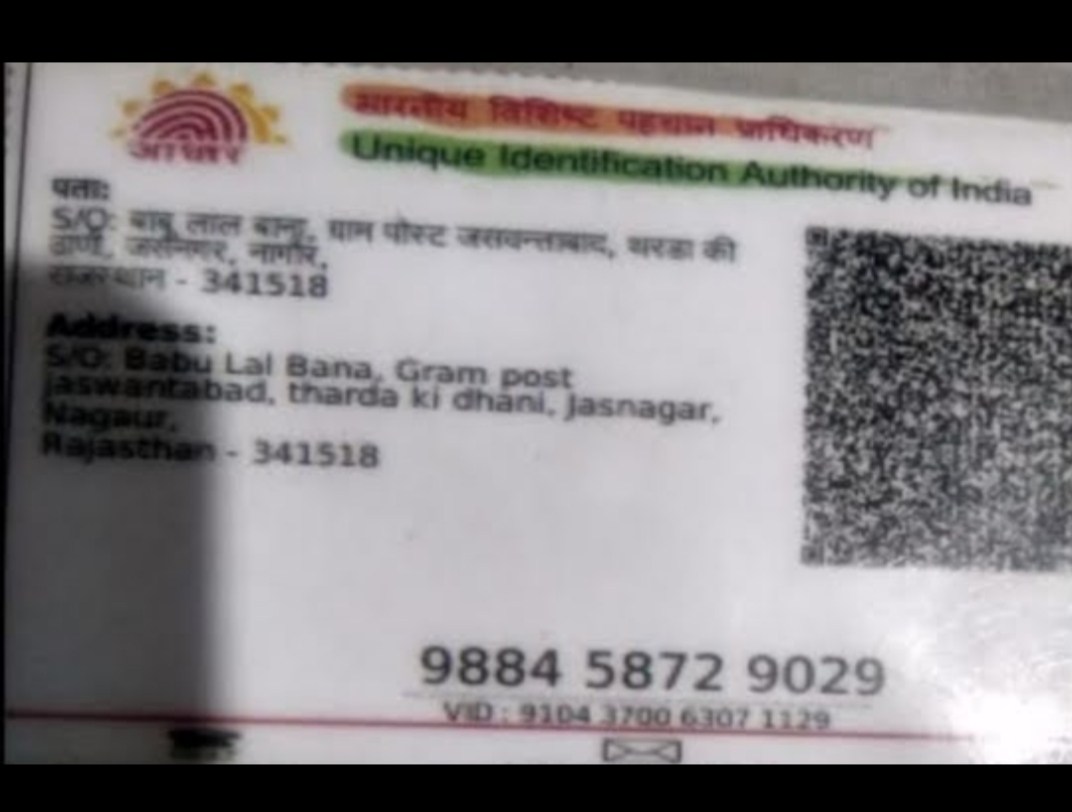 आधार
भारतीय विशिष्ट पहचान प्राधिकरण
Unique Identification Authority of India
पता:
S/O: बाबू लाल बाना, ग्राम पोस्ट जसवन्ताबाद, थरडा की
ढाणी, जसनगर, नागौर,
राजस्थान - 341518
Address:
S/O: Babu Lal Bana, Gram post
jaswantabad, tharda ki dhani, Jasnagar,
Nagaur,
Rajasthan - 341518
9884 5872 9029
VID : 9104 3700 6307 1129